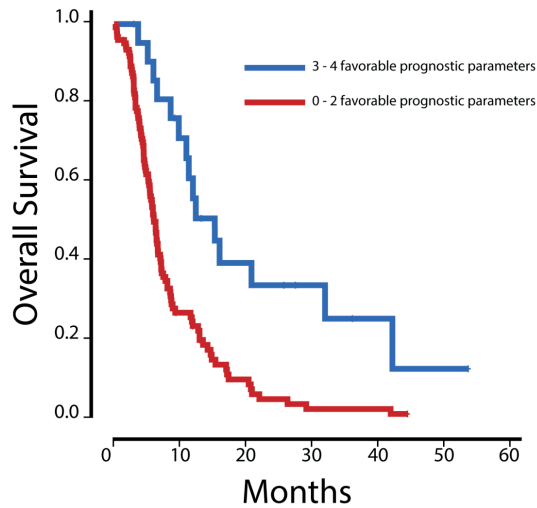 1.0
0.8
0.6
0.4
0.2
0.0
Overall Survival
3 - 4 favorable prognostic parameters
0 - 2 favorable prognostic parameters
0 10 20 30 40 50 60
Months